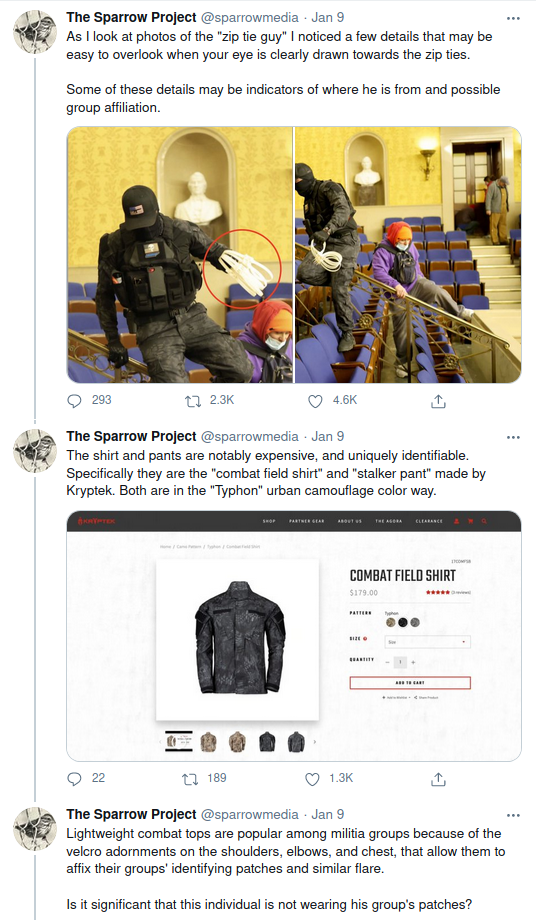 The Sparrow Project @sparrowmedia · Jan 9
As I look at photos of the "zip tie guy" I noticed a few details that may be
easy to overlook when your eye is clearly drawn towards the zip ties.
Some of these details may be indicators of where he is from and possible
group affiliation.
293 2.3K 4.6K
The Sparrow Project @sparrowmedia · Jan 9
The shirt and pants are notably expensive, and uniquely identifiable.
Specifically they are the "combat field shirt" and "stalker pant" made by
Kryptek. Both are in the "Typhon" urban camouflage color way.
KRYPTEK SHOP PARTNER GEAR ABOUT US THE AGORA CLEARANCE
Home / Camo Pattern / Typhon / Combat Field Shirt
COMBAT FIELD SHIRT
$179.00
PATTERN Typhon
SIZE Size
QUANTITY - 1 +
ADD TO CART
Add to Wishlist Share Product
22 189 1.3K
The Sparrow Project @sparrowmedia · Jan 9
Lightweight combat tops are popular among militia groups because of the
velcro adornments on the shoulders, elbows, and chest, that allow them to
affix their groups' identifying patches and similar flare.
Is it significant that this individual is not wearing his group's patches?